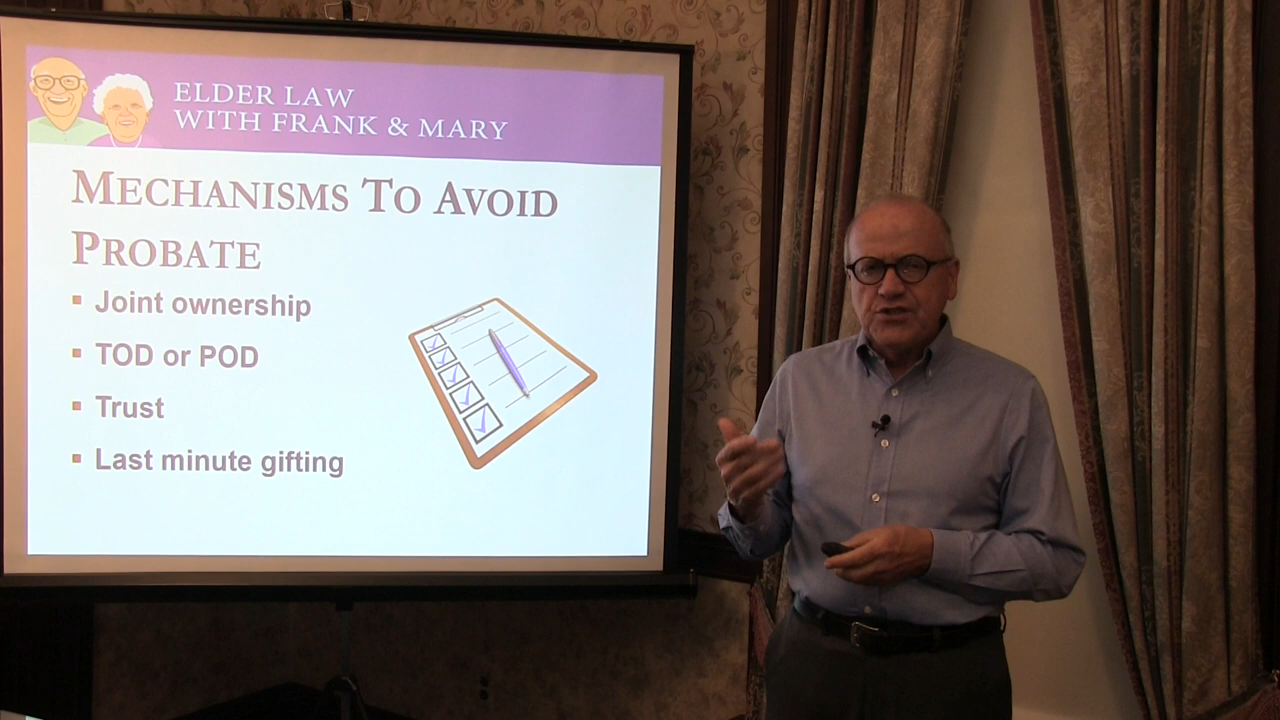 ELDER LAW
WITH FRANK & MARY
MECHANISMS TO AVOID
PROBATE
Joint ownership
TOD or POD
Trust
Last minute gifting